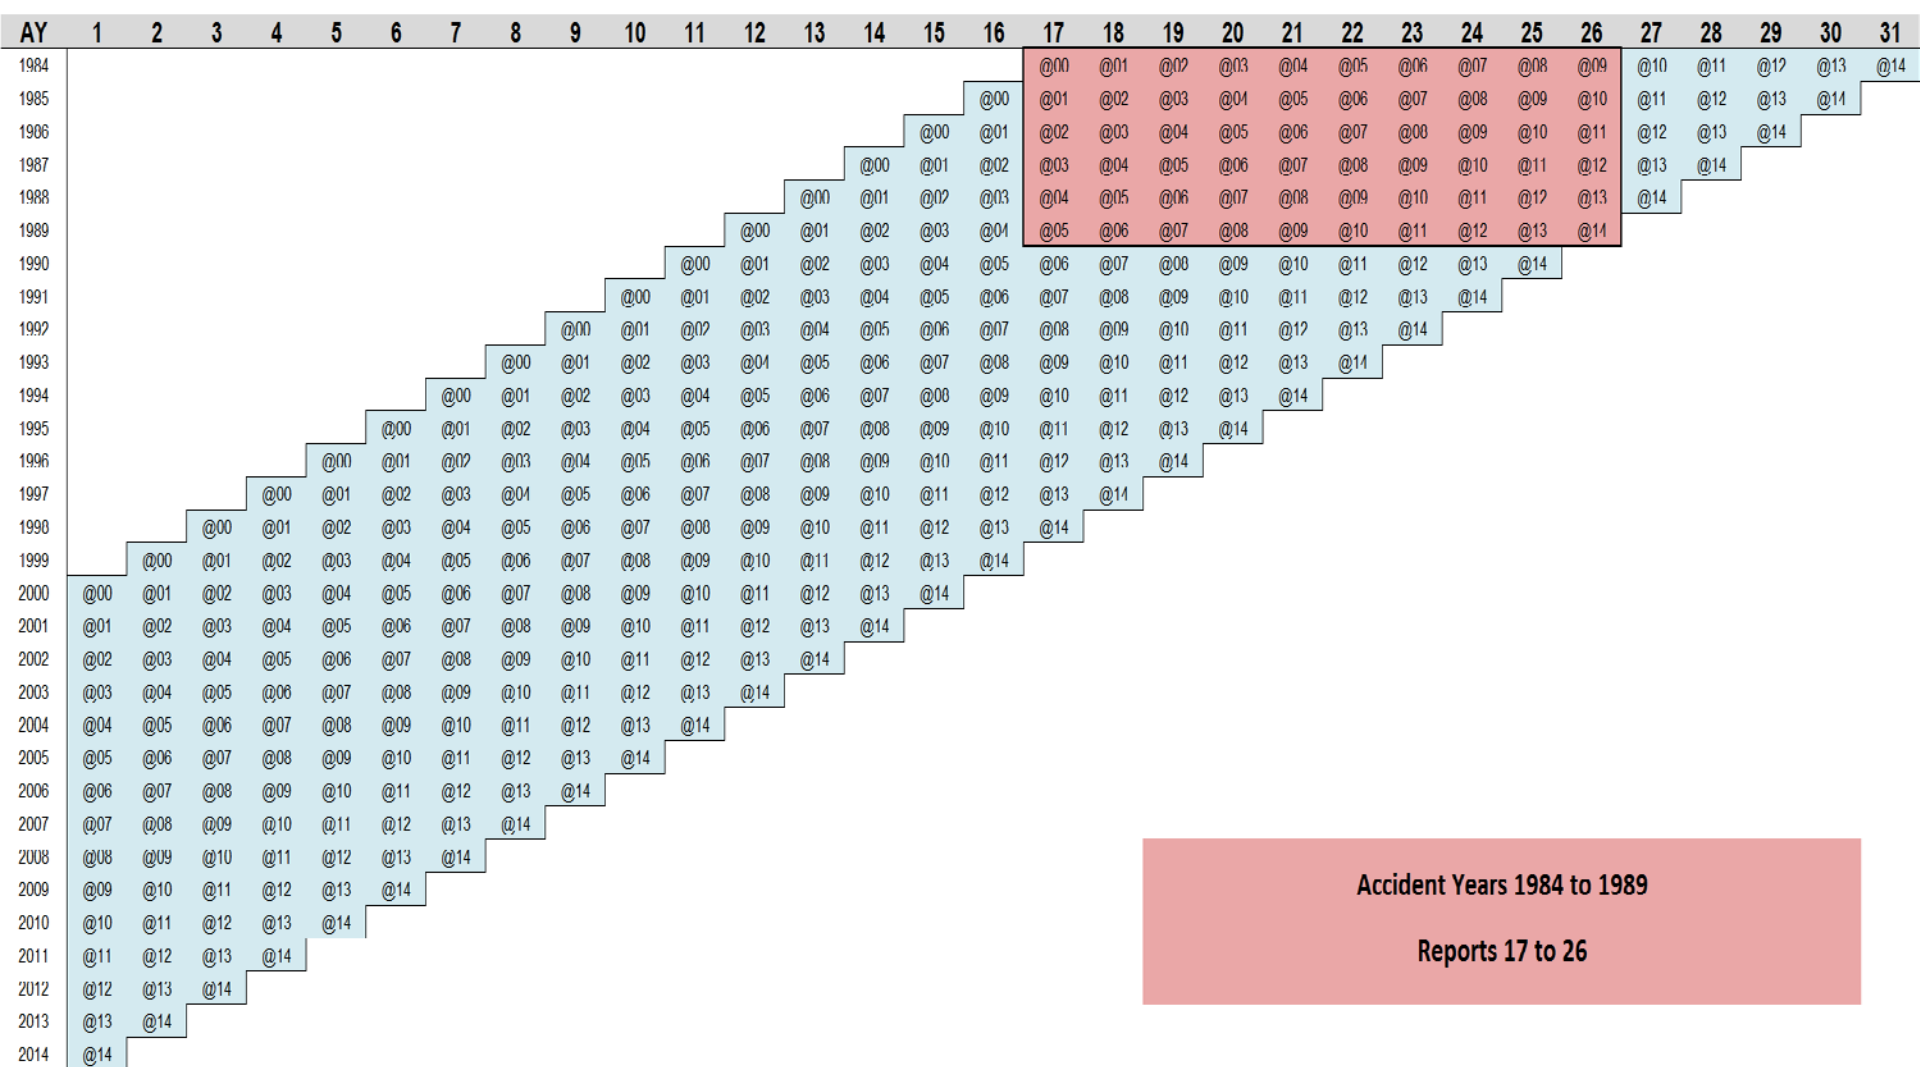 AY 1 2 3 4 5 6 7 8 9 10 11 12 13 14 15 16 17 18 19 20 21 22 23 24 25 26 27 28 29 30 31
1984 @00 @01 @02 @03 @04 @05 @06 @07 @08 @09 @10 @11 @12 @13 @14
1985 @00 @01 @02 @03 @04 @05 @06 @07 @08 @09 @10 @11 @12 @13 @14
1986 @00 @01 @02 @03 @04 @05 @06 @07 @08 @09 @10 @11 @12 @13 @14
1987 @00 @01 @02 @03 @04 @05 @06 @07 @08 @09 @10 @11 @12 @13 @14
1988 @00 @01 @02 @03 @04 @05 @06 @07 @08 @09 @10 @11 @12 @13 @14
1989 @00 @01 @02 @03 @04 @05 @06 @07 @08 @09 @10 @11 @12 @13 @14
1990 @00 @01 @02 @03 @04 @05 @06 @07 @08 @09 @10 @11 @12 @13 @14
1991 @00 @01 @02 @03 @04 @05 @06 @07 @08 @09 @10 @11 @12 @13 @14
1992 @00 @01 @02 @03 @04 @05 @06 @07 @08 @09 @10 @11 @12 @13 @14
1993 @00 @01 @02 @03 @04 @05 @06 @07 @08 @09 @10 @11 @12 @13 @14
1994 @00 @01 @02 @03 @04 @05 @06 @07 @08 @09 @10 @11 @12 @13 @14
1995 @00 @01 @02 @03 @04 @05 @06 @07 @08 @09 @10 @11 @12 @13 @14
1996 @00 @01 @02 @03 @04 @05 @06 @07 @08 @09 @10 @11 @12 @13 @14
1997 @00 @01 @02 @03 @04 @05 @06 @07 @08 @09 @10 @11 @12 @13 @14
1998 @00 @01 @02 @03 @04 @05 @06 @07 @08 @09 @10 @11 @12 @13 @14
1999 @00 @01 @02 @03 @04 @05 @06 @07 @08 @09 @10 @11 @12 @13 @14
2000 @00 @01 @02 @03 @04 @05 @06 @07 @08 @09 @10 @11 @12 @13 @14
2001 @01 @02 @03 @04 @05 @06 @07 @08 @09 @10 @11 @12 @13 @14
2002 @02 @03 @04 @05 @06 @07 @08 @09 @10 @11 @12 @13 @14
2003 @03 @04 @05 @06 @07 @08 @09 @10 @11 @12 @13 @14
2004 @04 @05 @06 @07 @08 @09 @10 @11 @12 @13 @14
2005 @05 @06 @07 @08 @09 @10 @11 @12 @13 @14
2006 @06 @07 @08 @09 @10 @11 @12 @13 @14
2007 @07 @08 @09 @10 @11 @12 @13 @14
2008 @08 @09 @10 @11 @12 @13 @14
2009 @09 @10 @11 @12 @13 @14
2010 @10 @11 @12 @13 @14
2011 @11 @12 @13 @14
2012 @12 @13 @14
2013 @13 @14
2014 @14
Accident Years 1984 to 1989
Reports 17 to 26